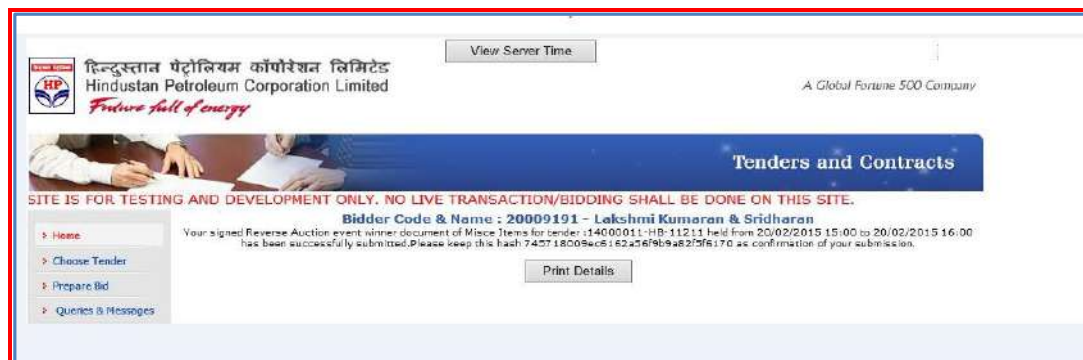 View Server Time
हिन्दुस्तान पेट्रोलियम कॉर्पोरेशन लिमिटेड
HP
Hindustan Petroleum Corporation Limited
Future full of energy
A Global Fortune 500 Company
Tenders and Contracts
SITE IS FOR TESTING AND DEVELOPMENT ONLY. NO LIVE TRANSACTION/BIDDING SHALL BE DONE ON THIS SITE.
Bidder Code & Name : 20009191 - Lakshmi Kumaran & Sridharan
Your signed Reverse Auction event winner document of Misce Items for tender :14000011-HB-11211 held from 20/02/2015 15:00 to 20/02/2015 16:00
has been successfully submitted.Please keep this hash as confirmation of your submission.
Home
Choose Tender
Print Details
Prepare Bid
Queries & Messages